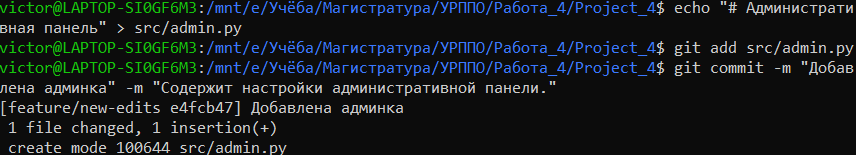 victor@LAPTOP-SI0GF6M3:/mnt/e/Учёба/Магистратура/УРППО/Работа_4/Project_4$ echo "# Администрати
вная панель" > src/admin.py
victor@LAPTOP-SI0GF6M3:/mnt/e/Учёба/Магистратура/УРППО/Работа_4/Project_4$ git add src/admin.py
victor@LAPTOP-SI0GF6M3:/mnt/e/Учёба/Магистратура/УРППО/Работа_4/Project_4$ git commit -m "Добав
лена админка" -m "Содержит настройки административной панели."
[feature/new-edits e4fcb47] Добавлена админка
 1 file changed, 1 insertion(+)
 create mode 100644 src/admin.py